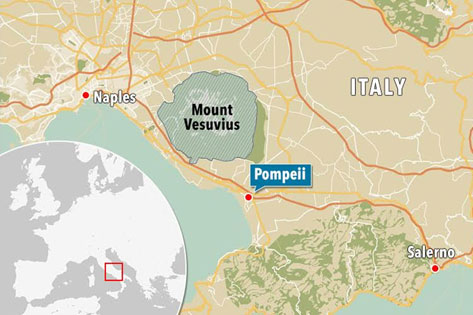 ITALY
Naples
Mount
Vesuvius
Pompeii
Salerno